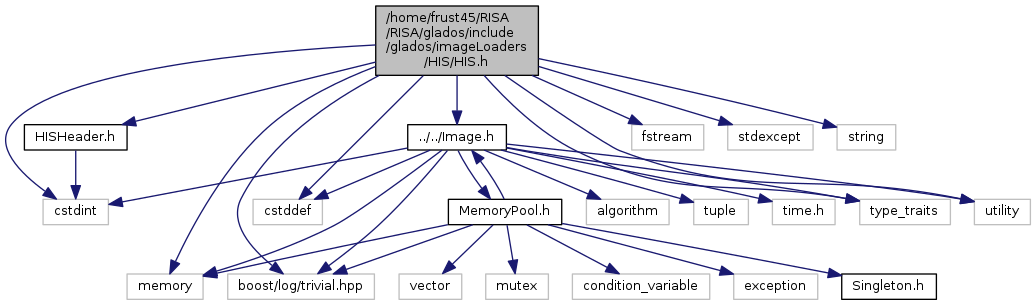 /home/frust45/RISA
/RISA/glados/include
/glados/imageLoaders
/HIS/HIS.h
HISHeader.h
../../Image.h
fstream
stdexcept
string
cstdint
cstddef
MemoryPool.h
algorithm
tuple
time.h
type_traits
utility
memory
boost/log/trivial.hpp
vector
mutex
condition_variable
exception
Singleton.h